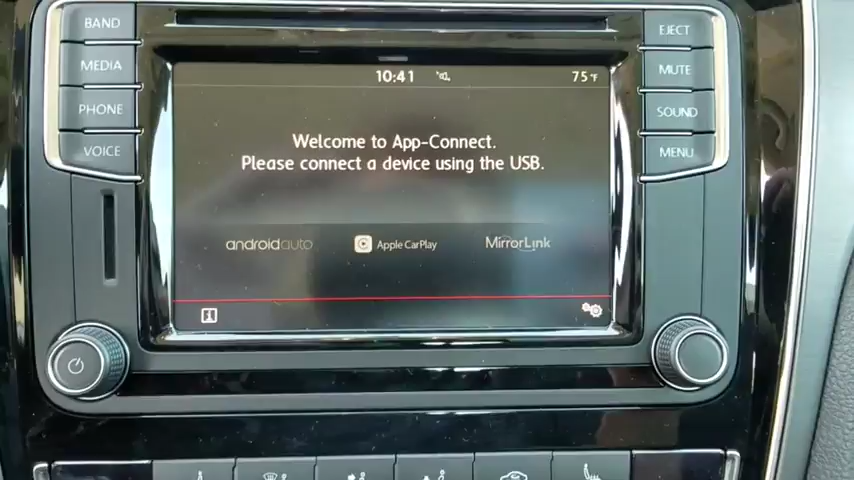 BAND
MEDIA
PHONE
VOICE
EJECT
MUTE
SOUND
MENU
10:41
75°F
Welcome to App-Connect.
Please connect a device using the USB.
androidauto
Apple CarPlay
MirrorLink